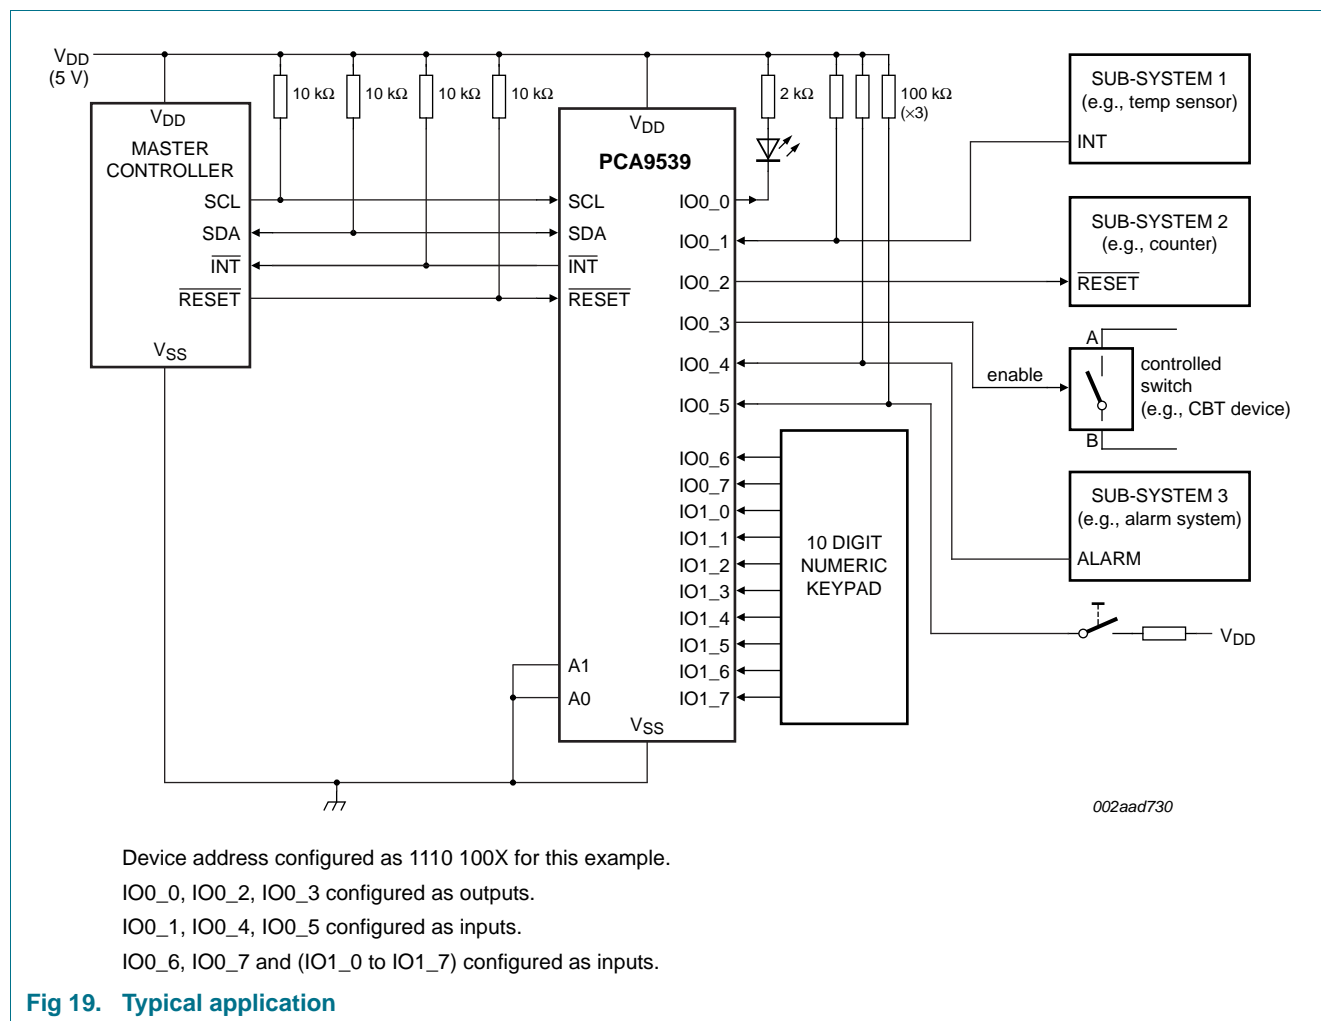 VDD
(5 V)
10 kΩ
10 kΩ
10 kΩ
10 kΩ
2 kΩ
100 kΩ
(×3)
VDD
MASTER
CONTROLLER
SCL
SDA
INT
RESET
VSS
VDD
PCA9539
SCL
SDA
INT
RESET
A1
A0
VSS
IO0_0
IO0_1
IO0_2
IO0_3
IO0_4
IO0_5
IO0_6
IO0_7
IO1_0
IO1_1
IO1_2
IO1_3
IO1_4
IO1_5
IO1_6
IO1_7
10 DIGIT
NUMERIC
KEYPAD
SUB-SYSTEM 1
(e.g., temp sensor)
INT
SUB-SYSTEM 2
(e.g., counter)
RESET
A
enable
controlled
switch
(e.g., CBT device)
B
SUB-SYSTEM 3
(e.g., alarm system)
ALARM
VDD
002aad730
Device address configured as 1110 100X for this example.
IO0_0, IO0_2, IO0_3 configured as outputs.
IO0_1, IO0_4, IO0_5 configured as inputs.
IO0_6, IO0_7 and (IO1_0 to IO1_7) configured as inputs.
Fig 19. Typical application